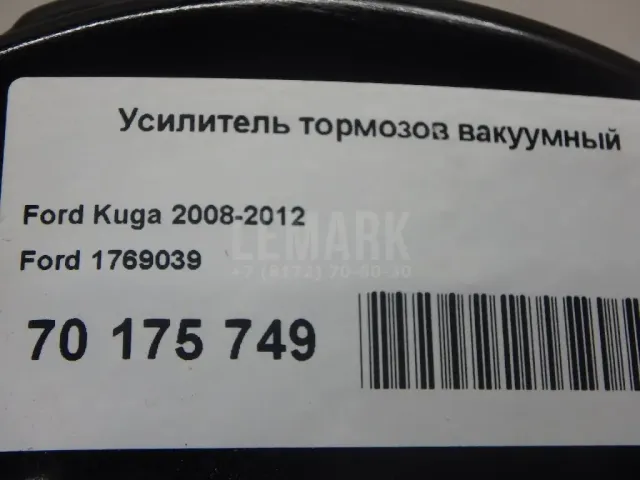 Усилитель тормозов вакуумный
Ford Kuga 2008-2012
LEMARK
Ford 1769039
+7 (8172) 70-00-30
70 175 749